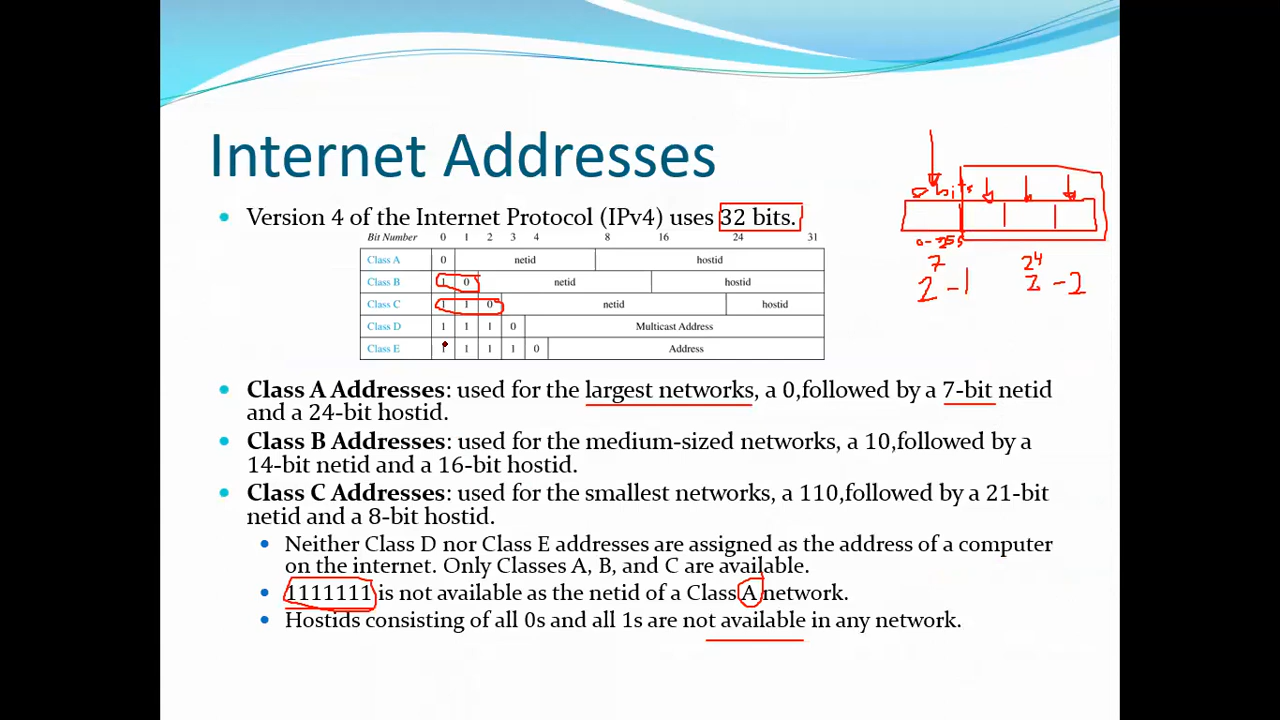 Internet Addresses
• Version 4 of the Internet Protocol (IPv4) uses 32 bits.
Bit Number 0 1 2 3 4 8 16 24 31
Class A 0 netid hostid
Class B 1 0 netid hostid
Class C 1 1 0 netid hostid
Class D 1 1 1 0 Multicast Address
Class E 1 1 1 1 0 Address
8 bits
0-255
2^7 -1
2^24 -2
• Class A Addresses: used for the largest networks, a 0,followed by a 7-bit netid
and a 24-bit hostid.
• Class B Addresses: used for the medium-sized networks, a 10,followed by a
14-bit netid and a 16-bit hostid.
• Class C Addresses: used for the smallest networks, a 110,followed by a 21-bit
netid and a 8-bit hostid.
• Neither Class D nor Class E addresses are assigned as the address of a computer
on the internet. Only Classes A, B, and C are available.
• 1111111 is not available as the netid of a Class A network.
• Hostids consisting of all 0s and all 1s are not available in any network.